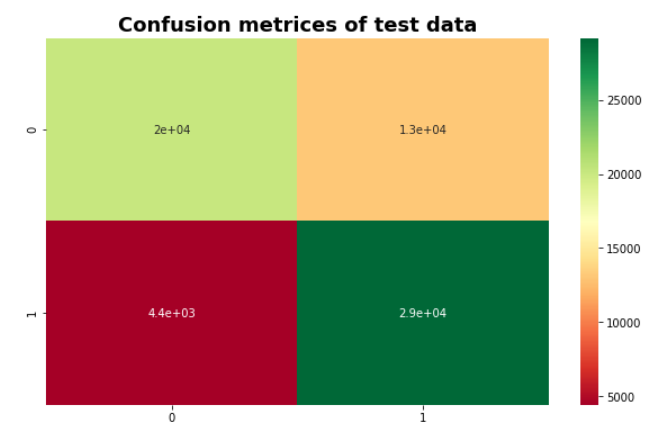 Confusion metrices of test data
0
2e+04
1.3e+04
1
4.4e+03
2.9e+04
0
1
25000
20000
15000
10000
5000